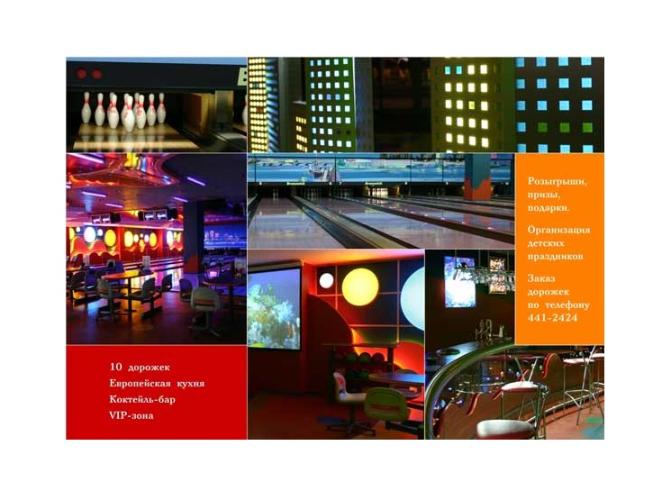 Розыгрыши,
призы,
подарки.
Организация
детских
праздников
Заказ
дорожек
по телефону
441-2424
10 дорожек
Европейская кухня
Коктейль-бар
VIP-зона